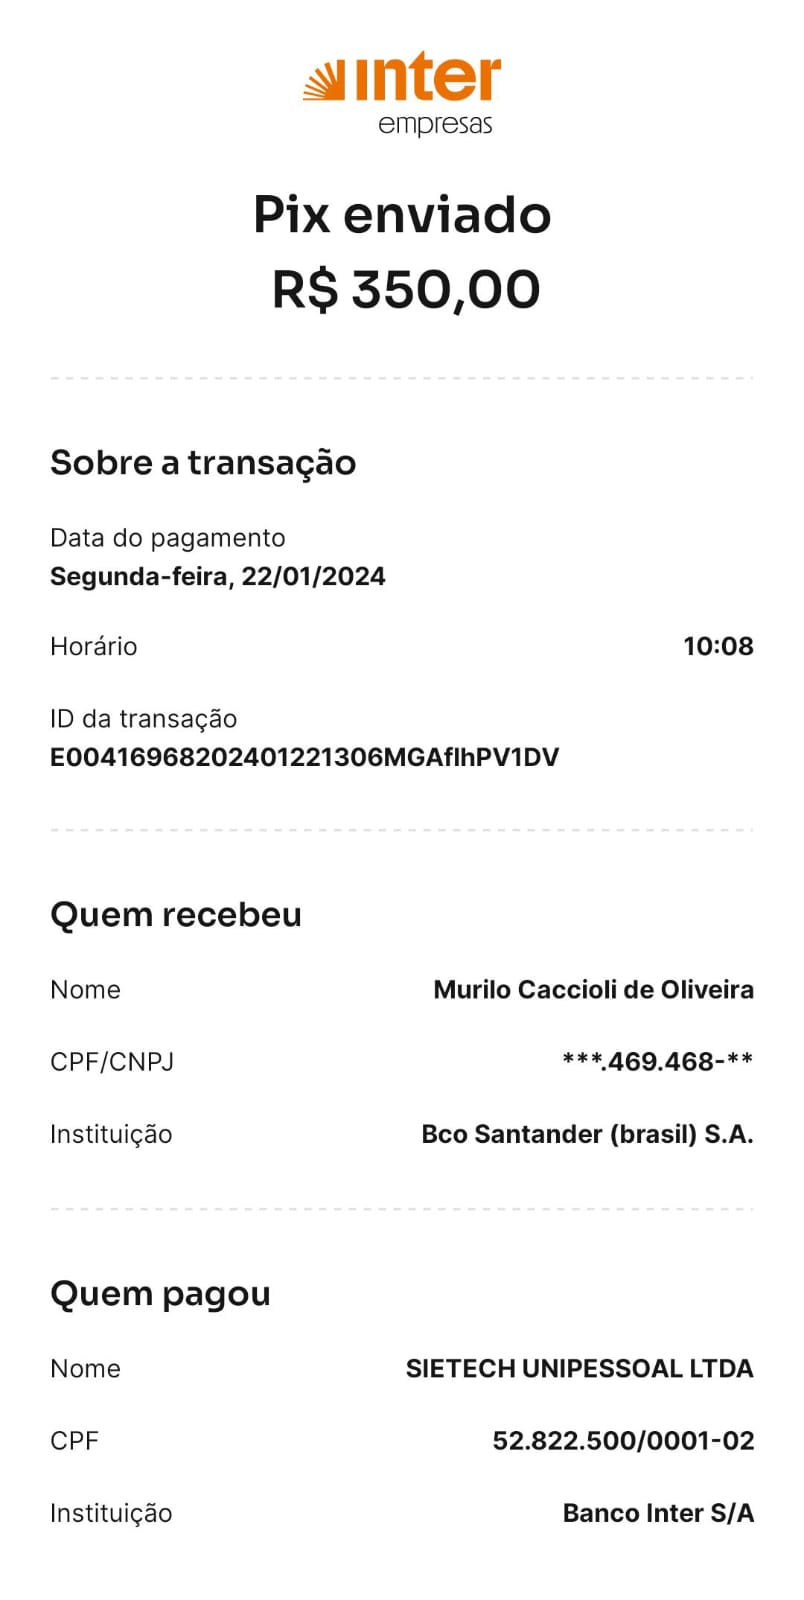 inter
empresas
Pix enviado
R$ 350,00
Sobre a transação
Data do pagamento
Segunda-feira, 22/01/2024
Horário 10:08
ID da transação
E00416968202401221306MGAflhPV1DV
Quem recebeu
Nome Murilo Caccioli de Oliveira
CPF/CNPJ ***.469.468-**
Instituição Bco Santander (brasil) S.A.
Quem pagou
Nome SIETECH UNIPESSOAL LTDA
CPF 52.822.500/0001-02
Instituição Banco Inter S/A